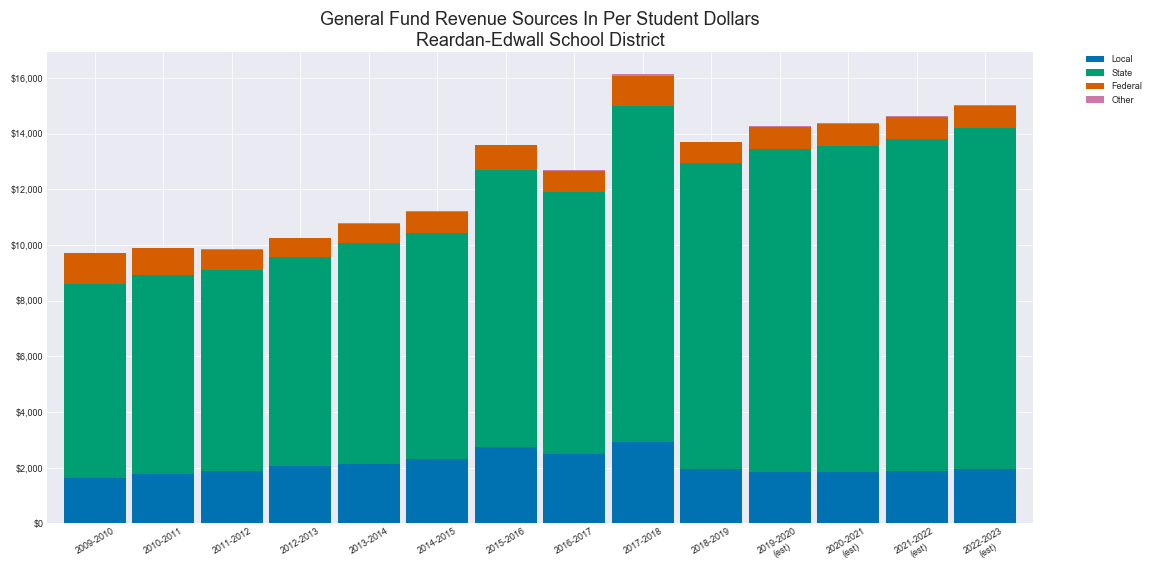 General Fund Revenue Sources In Per Student Dollars
Reardan-Edwall School District
Local
State
Federal
Other
$16,000
$14,000
$12,000
$10,000
$8,000
$6,000
$4,000
$2,000
$0
2009-2010
2010-2011
2011-2012
2012-2013
2013-2014
2014-2015
2015-2016
2016-2017
2017-2018
2018-2019
2019-2020
(est)
2020-2021
(est)
2021-2022
(est)
2022-2023
(est)